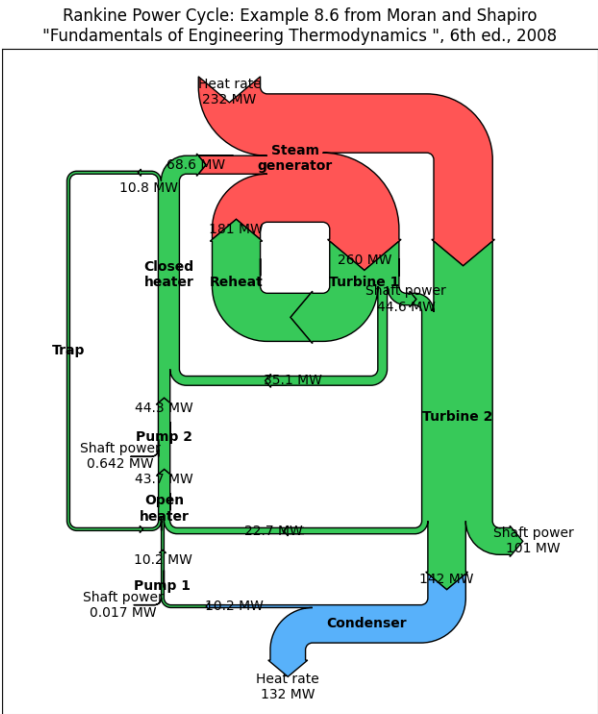 Rankine Power Cycle: Example 8.6 from Moran and Shapiro
"Fundamentals of Engineering Thermodynamics ", 6th ed., 2008
Heat rate
232 MW
Steam
generator
68.6 MW
10.8 MW
181 MW
260 MW
Closed
heater
Reheat
Turbine 1
Shaft power
44.6 MW
Trap
35.1 MW
44.3 MW
Turbine 2
Pump 2
Shaft power
0.642 MW
43.7 MW
Open
heater
22.7 MW
Shaft power
101 MW
10.2 MW
142 MW
Pump 1
Shaft power
0.017 MW
10.2 MW
Condenser
Heat rate
132 MW